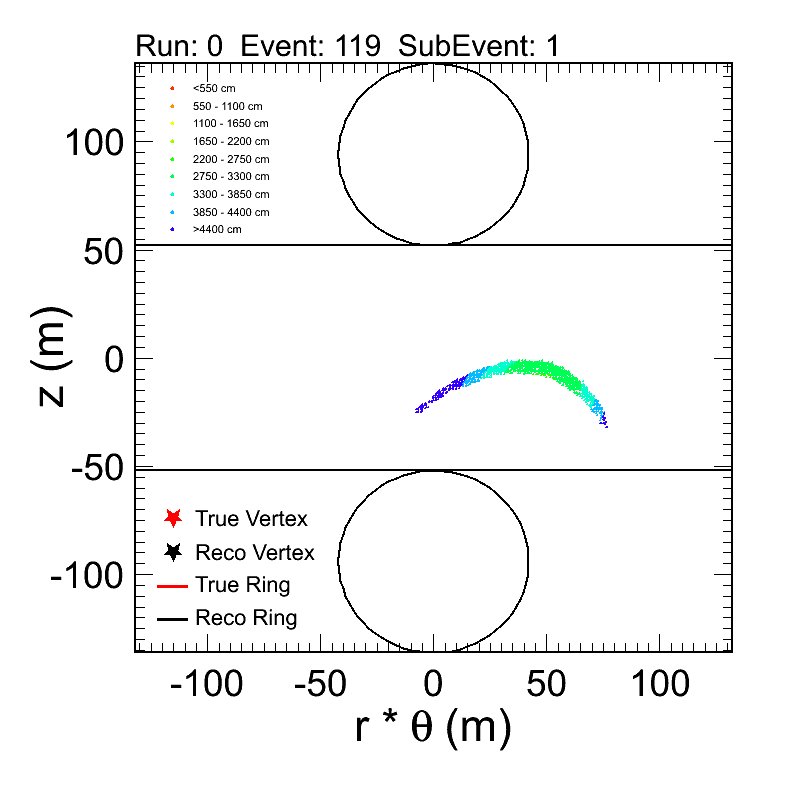 Run: 0  Event: 119  SubEvent: 1
<550 cm
550 - 1100 cm
1100 - 1650 cm
1650 - 2200 cm
2200 - 2750 cm
2750 - 3300 cm
3300 - 3850 cm
3850 - 4400 cm
>4400 cm
100
50
0
-50
-100
z (m)
True Vertex
Reco Vertex
True Ring
Reco Ring
-100 -50 0 50 100
r * θ (m)